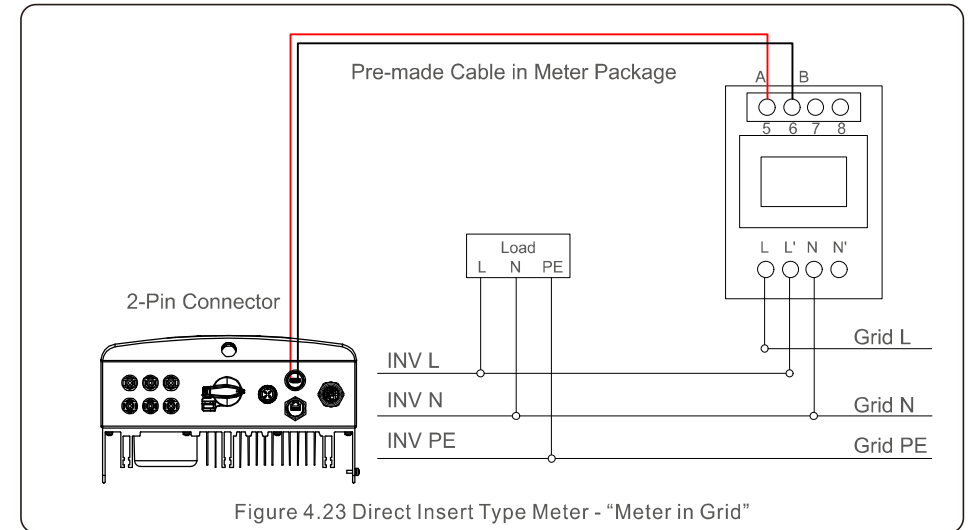 Pre-made Cable in Meter Package
A B
5 6 7 8
L L' N N'
Load
L N PE
2-Pin Connector
Grid L
INV L
INV N
Grid N
INV PE
Grid PE
Figure 4.23 Direct Insert Type Meter - “Meter in Grid”